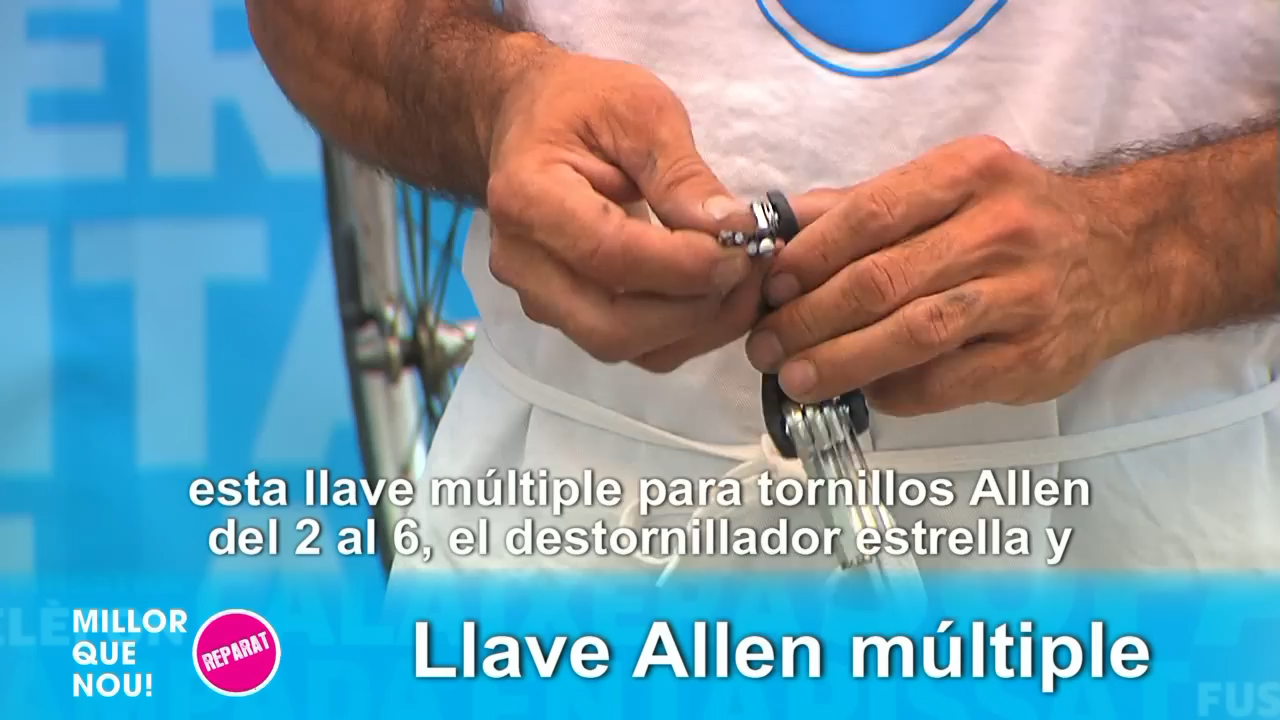 esta llave múltiple para tornillos Allen
del 2 al 6, el destornillador estrella y
MILLOR
QUE
NOU!
REPARAT
Llave Allen múltiple